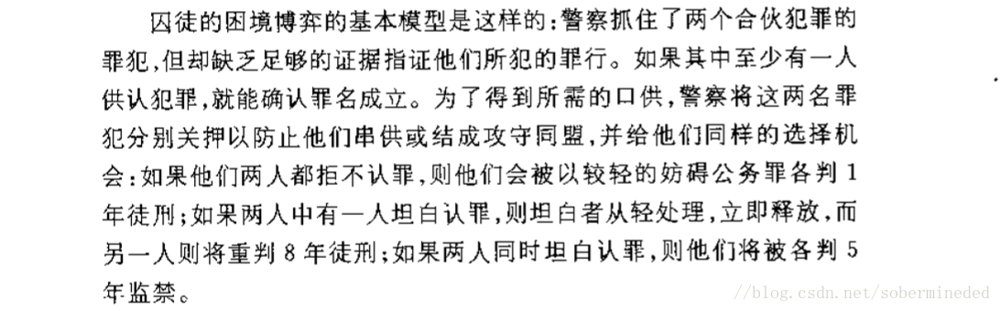 囚徒的困境博弈的基本模型是这样的:警察抓住了两个合伙犯罪的
罪犯,但却缺乏足够的证据指证他们所犯的罪行。如果其中至少有一人
供认犯罪,就能确认罪名成立。为了得到所需的口供,警察将这两名罪
犯分别关押以防止他们串供或结成攻守同盟,并给他们同样的选择机
会:如果他们两人都拒不认罪,则他们会被以较轻的妨碍公务罪各判1
年徒刑;如果两人中有一人坦白认罪,则坦白者从轻处理,立即释放,而
另一人则将重判8年徒刑;如果两人同时坦白认罪,则他们将被各判5
年监禁。
//blog.csdn.net/sobermineded